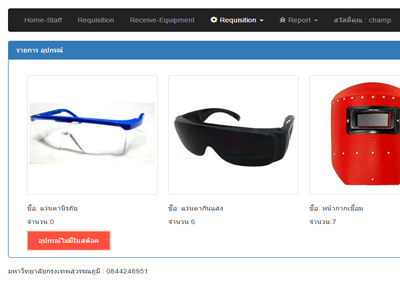 Home-Staff Requisition Receive-Equipment Requisition Report สวัสดีคุณ : champ
รายการ อุปกรณ์
ชื่อ: แว่นตานิรภัย ชื่อ: แว่นตากันแสง ชื่อ: หน้ากากเชื่อม
จำนวน:0 จำนวน:6 จำนวน:7
อุปกรณ์ไม่มีในสต๊อค
มหาวิทยาลัยกรุงเทพสุวรรณภูมิ : 0844248951